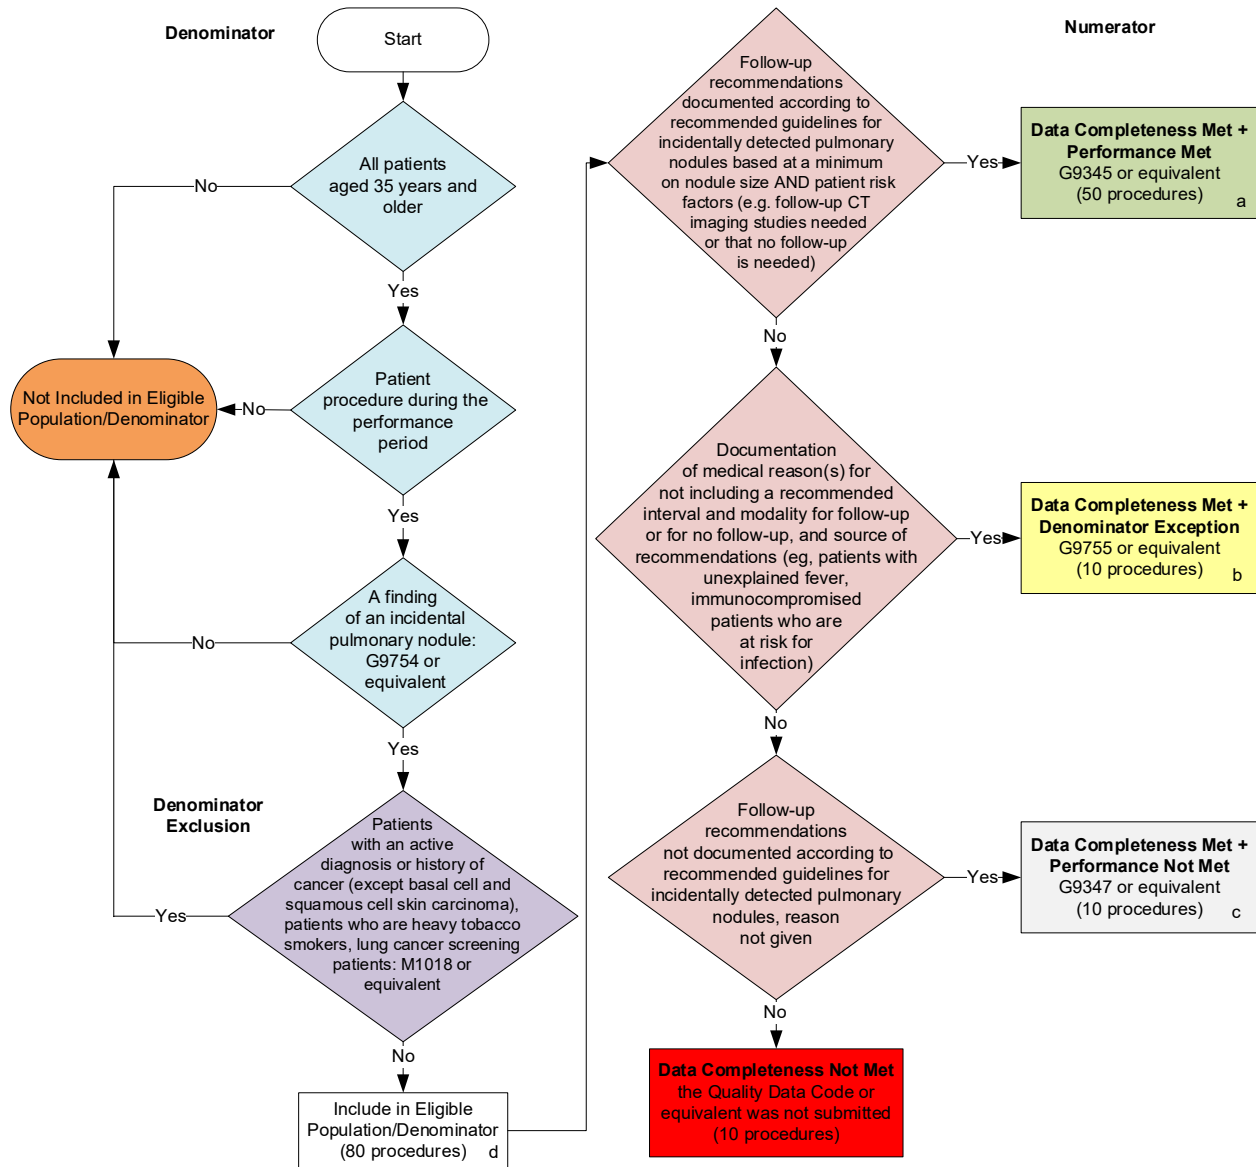 Denominator
Start
All patients
aged 35 years and
older
No
Yes
Patient
procedure during the
performance
period
No
Not Included in Eligible
Population/Denominator
Yes
A finding
of an incidental
pulmonary nodule:
G9754 or
equivalent
No
Yes
Denominator
Exclusion
Patients
with an active
diagnosis or history of
cancer (except basal cell and
squamous cell skin carcinoma),
patients who are heavy tobacco
smokers, lung cancer screening
patients: M1018 or
equivalent
Yes
No
Include in Eligible
Population/Denominator
(80 procedures)
d
Numerator
Follow-up
recommendations
documented according to
recommended guidelines for
incidentally detected pulmonary
nodules based at a minimum
on nodule size AND patient risk
factors (e.g. follow-up CT
imaging studies needed
or that no follow-up
is needed)
Yes
Data Completeness Met +
Performance Met
G9345 or equivalent
(50 procedures)
a
No
Documentation
of medical reason(s) for
not including a recommended
interval and modality for follow-up
or for no follow-up, and source of
recommendations (eg, patients with
unexplained fever,
immunocompromised
patients who are
at risk for
infection)
Yes
Data Completeness Met +
Denominator Exception
G9755 or equivalent
(10 procedures)
b
No
Follow-up
recommendations
not documented according to
recommended guidelines for
incidentally detected pulmonary
nodules, reason
not given
Yes
Data Completeness Met +
Performance Not Met
G9347 or equivalent
(10 procedures)
c
No
Data Completeness Not Met
the Quality Data Code or
equivalent was not submitted
(10 procedures)